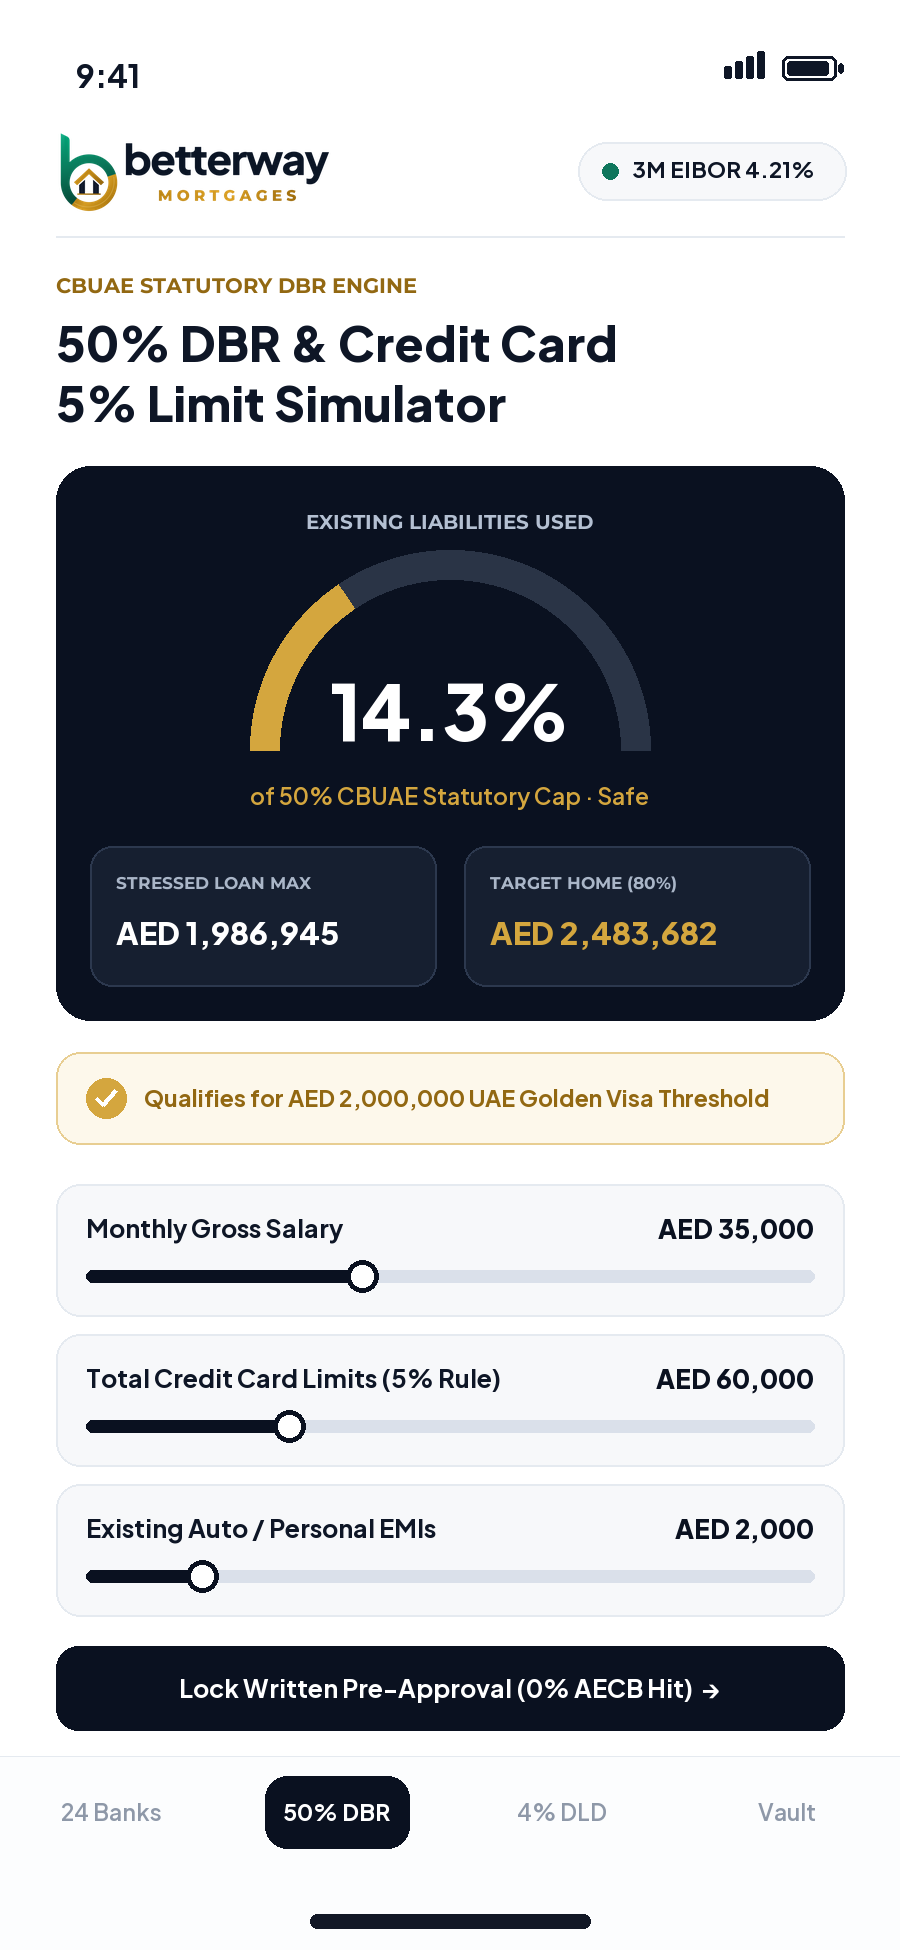 9:41
betterway
MORTGAGES
3M EIBOR 4.21%
CBUAE STATUTORY DBR ENGINE
50% DBR & Credit Card
5% Limit Simulator
EXISTING LIABILITIES USED
14.3%
of 50% CBUAE Statutory Cap · Safe
STRESSED LOAN MAX
AED 1,986,945
TARGET HOME (80%)
AED 2,483,682
Qualifies for AED 2,000,000 UAE Golden Visa Threshold
Monthly Gross Salary
AED 35,000
Total Credit Card Limits (5% Rule)
AED 60,000
Existing Auto / Personal EMIs
AED 2,000
Lock Written Pre-Approval (0% AECB Hit) →
24 Banks
50% DBR
4% DLD
Vault